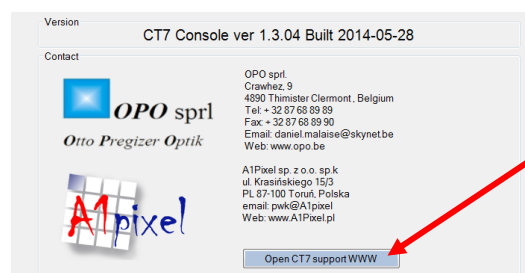 Version
CT7 Console ver 1.3.04 Built 2014-05-28
Contact
OPO sprl
Otto Pregizer Optik
OPO sprl.
Crawhez, 9
4890 Thimister Clermont, Belgium
Tel: + 32 87 68 89 89
Fax: + 32 87 68 89 90
Email: daniel.malaise@skynet.be
Web: www.opo.be
A1pixel
A1Pixel sp. z o.o. sp.k
ul. Krasińskiego 15/3
PL 87-100 Toruń, Polska
email: pwk@A1pixel
Web: www.A1Pixel.pl
Open CT7 support WWW